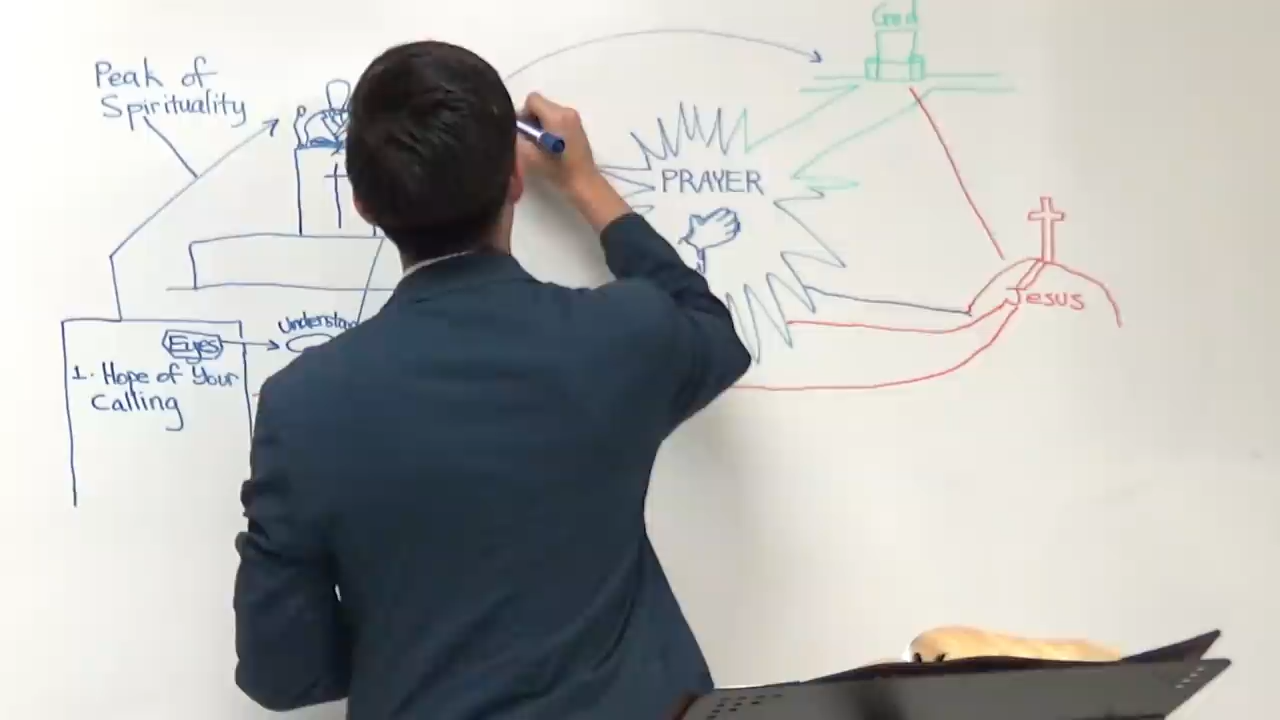 God
Peak of
Spirituality
PRAYER
Jesus
Eyes
1. Hope of Your
Calling